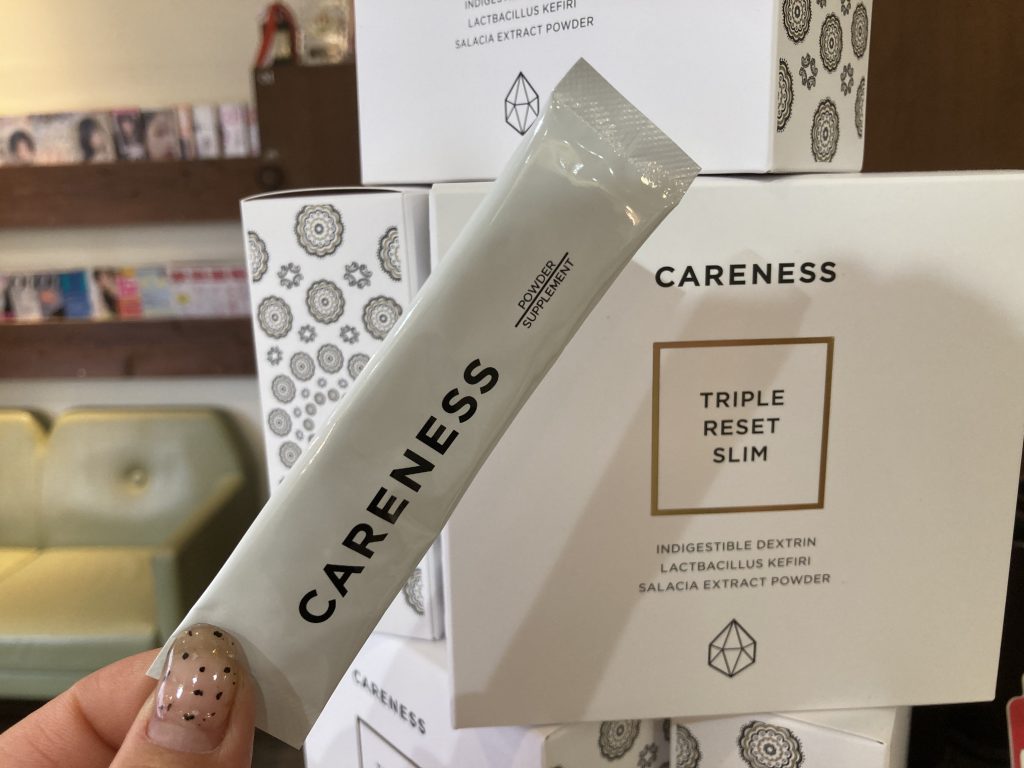 INDIGESTIBLE
LACTBACILLUS KEFIRI
SALACIA EXTRACT POWDER
POWDER
SUPPLEMENT
CARENESS
CARENESS
TRIPLE
RESET
SLIM
INDIGESTIBLE DEXTRIN
LACTBACILLUS KEFIRI
SALACIA EXTRACT POWDER
CARENESS